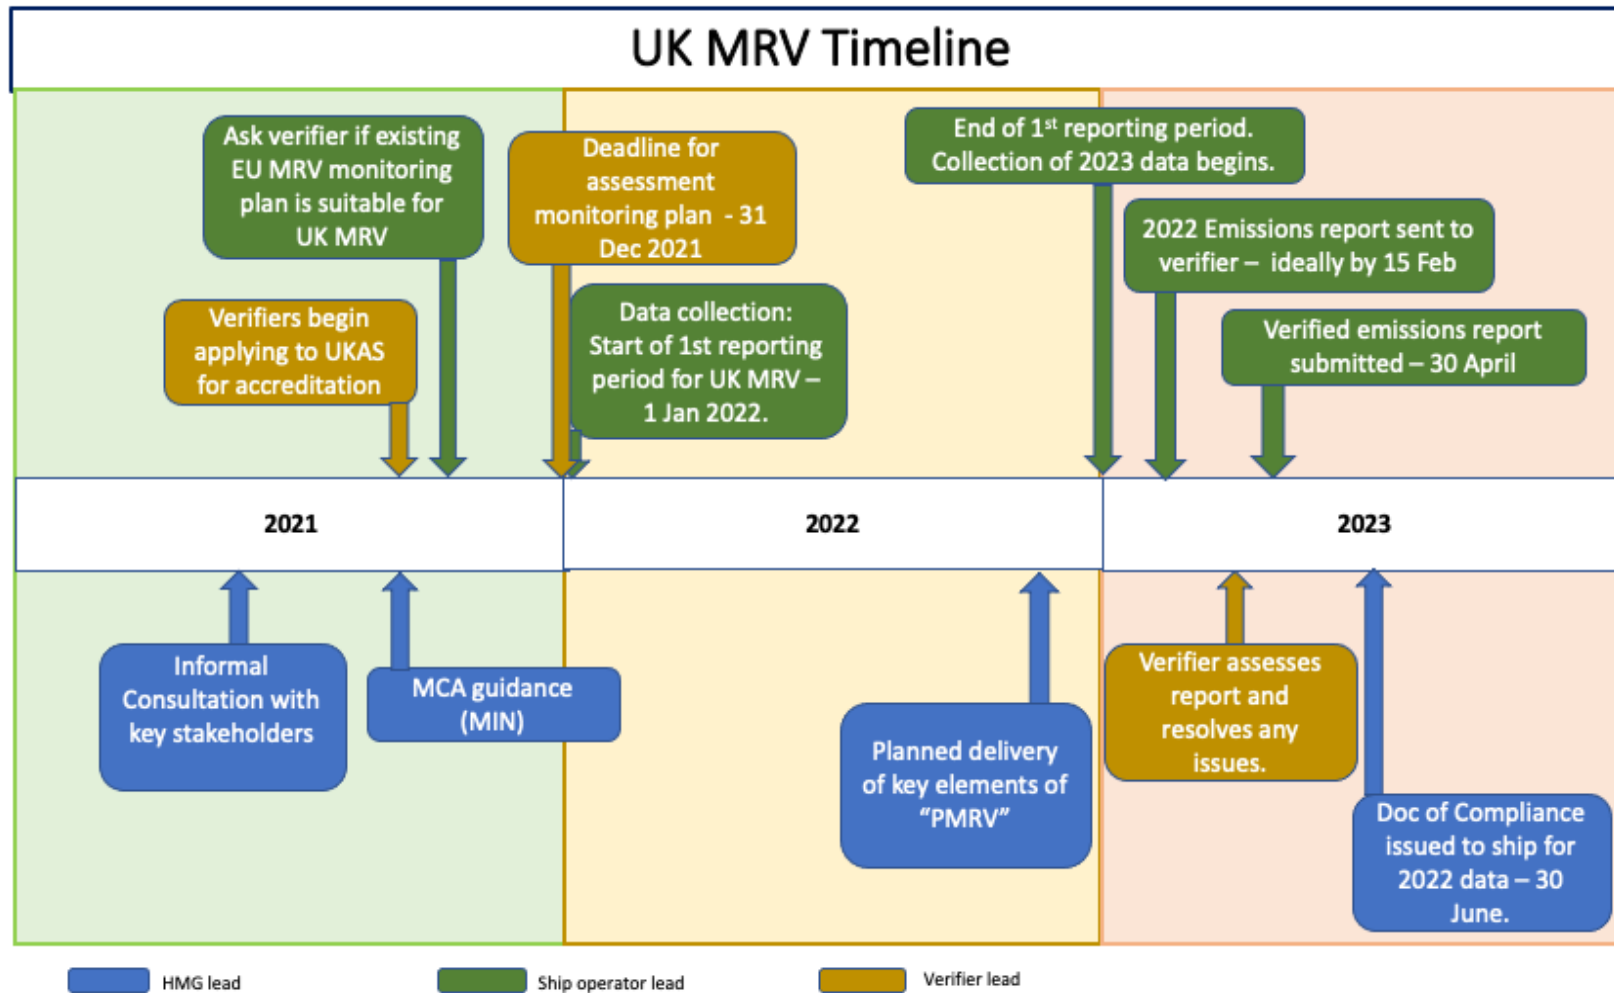 UK MRV Timeline
Ask verifier if existing
EU MRV monitoring
plan is suitable for
UK MRV
Verifiers begin
applying to UKAS
for accreditation
Deadline for
assessment
monitoring plan - 31
Dec 2021
Data collection:
Start of 1st reporting
period for UK MRV –
1 Jan 2022.
End of 1st reporting period.
Collection of 2023 data begins.
2022 Emissions report sent to
verifier – ideally by 15 Feb
Verified emissions report
submitted – 30 April
2021
2022
2023
Informal
Consultation with
key stakeholders
MCA guidance
(MIN)
Planned delivery
of key elements of
“PMRV”
Verifier assesses
report and
resolves any
issues.
Doc of Compliance
issued to ship for
2022 data – 30
June.
HMG lead
Ship operator lead
Verifier lead